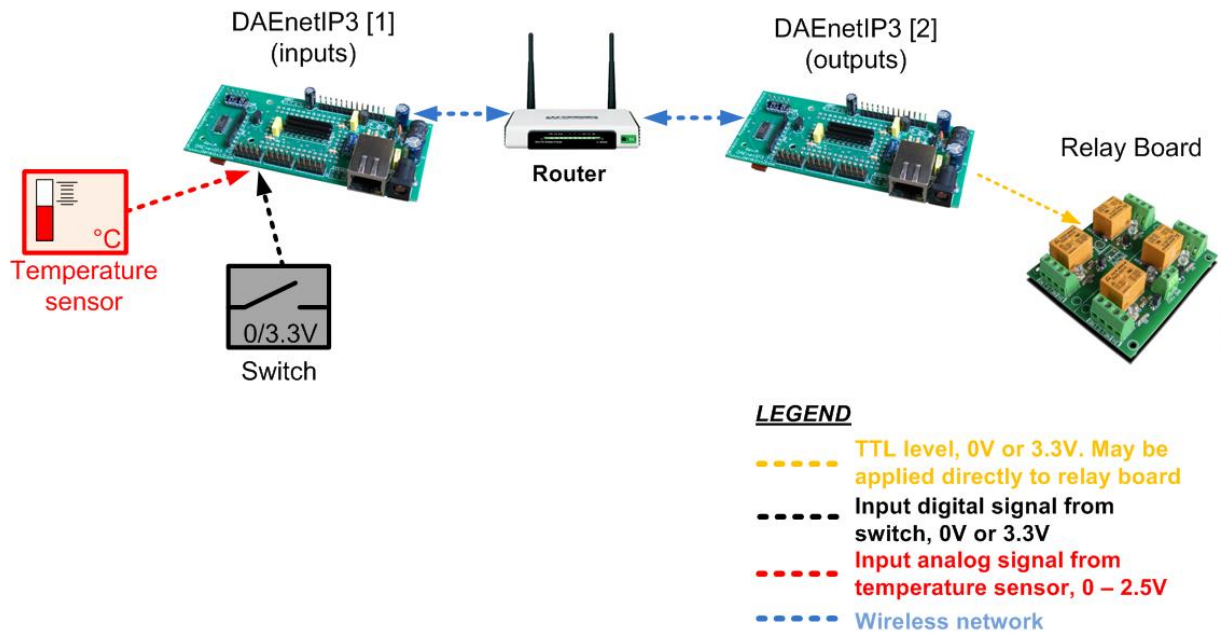 DAEnetIP3 [1]
(inputs)
DAEnetIP3 [2]
(outputs)
Router
Relay Board
°C
Temperature
sensor
0/3.3V
Switch
LEGEND
TTL level, 0V or 3.3V. May be
applied directly to relay board
Input digital signal from
switch, 0V or 3.3V
Input analog signal from
temperature sensor, 0 – 2.5V
Wireless network